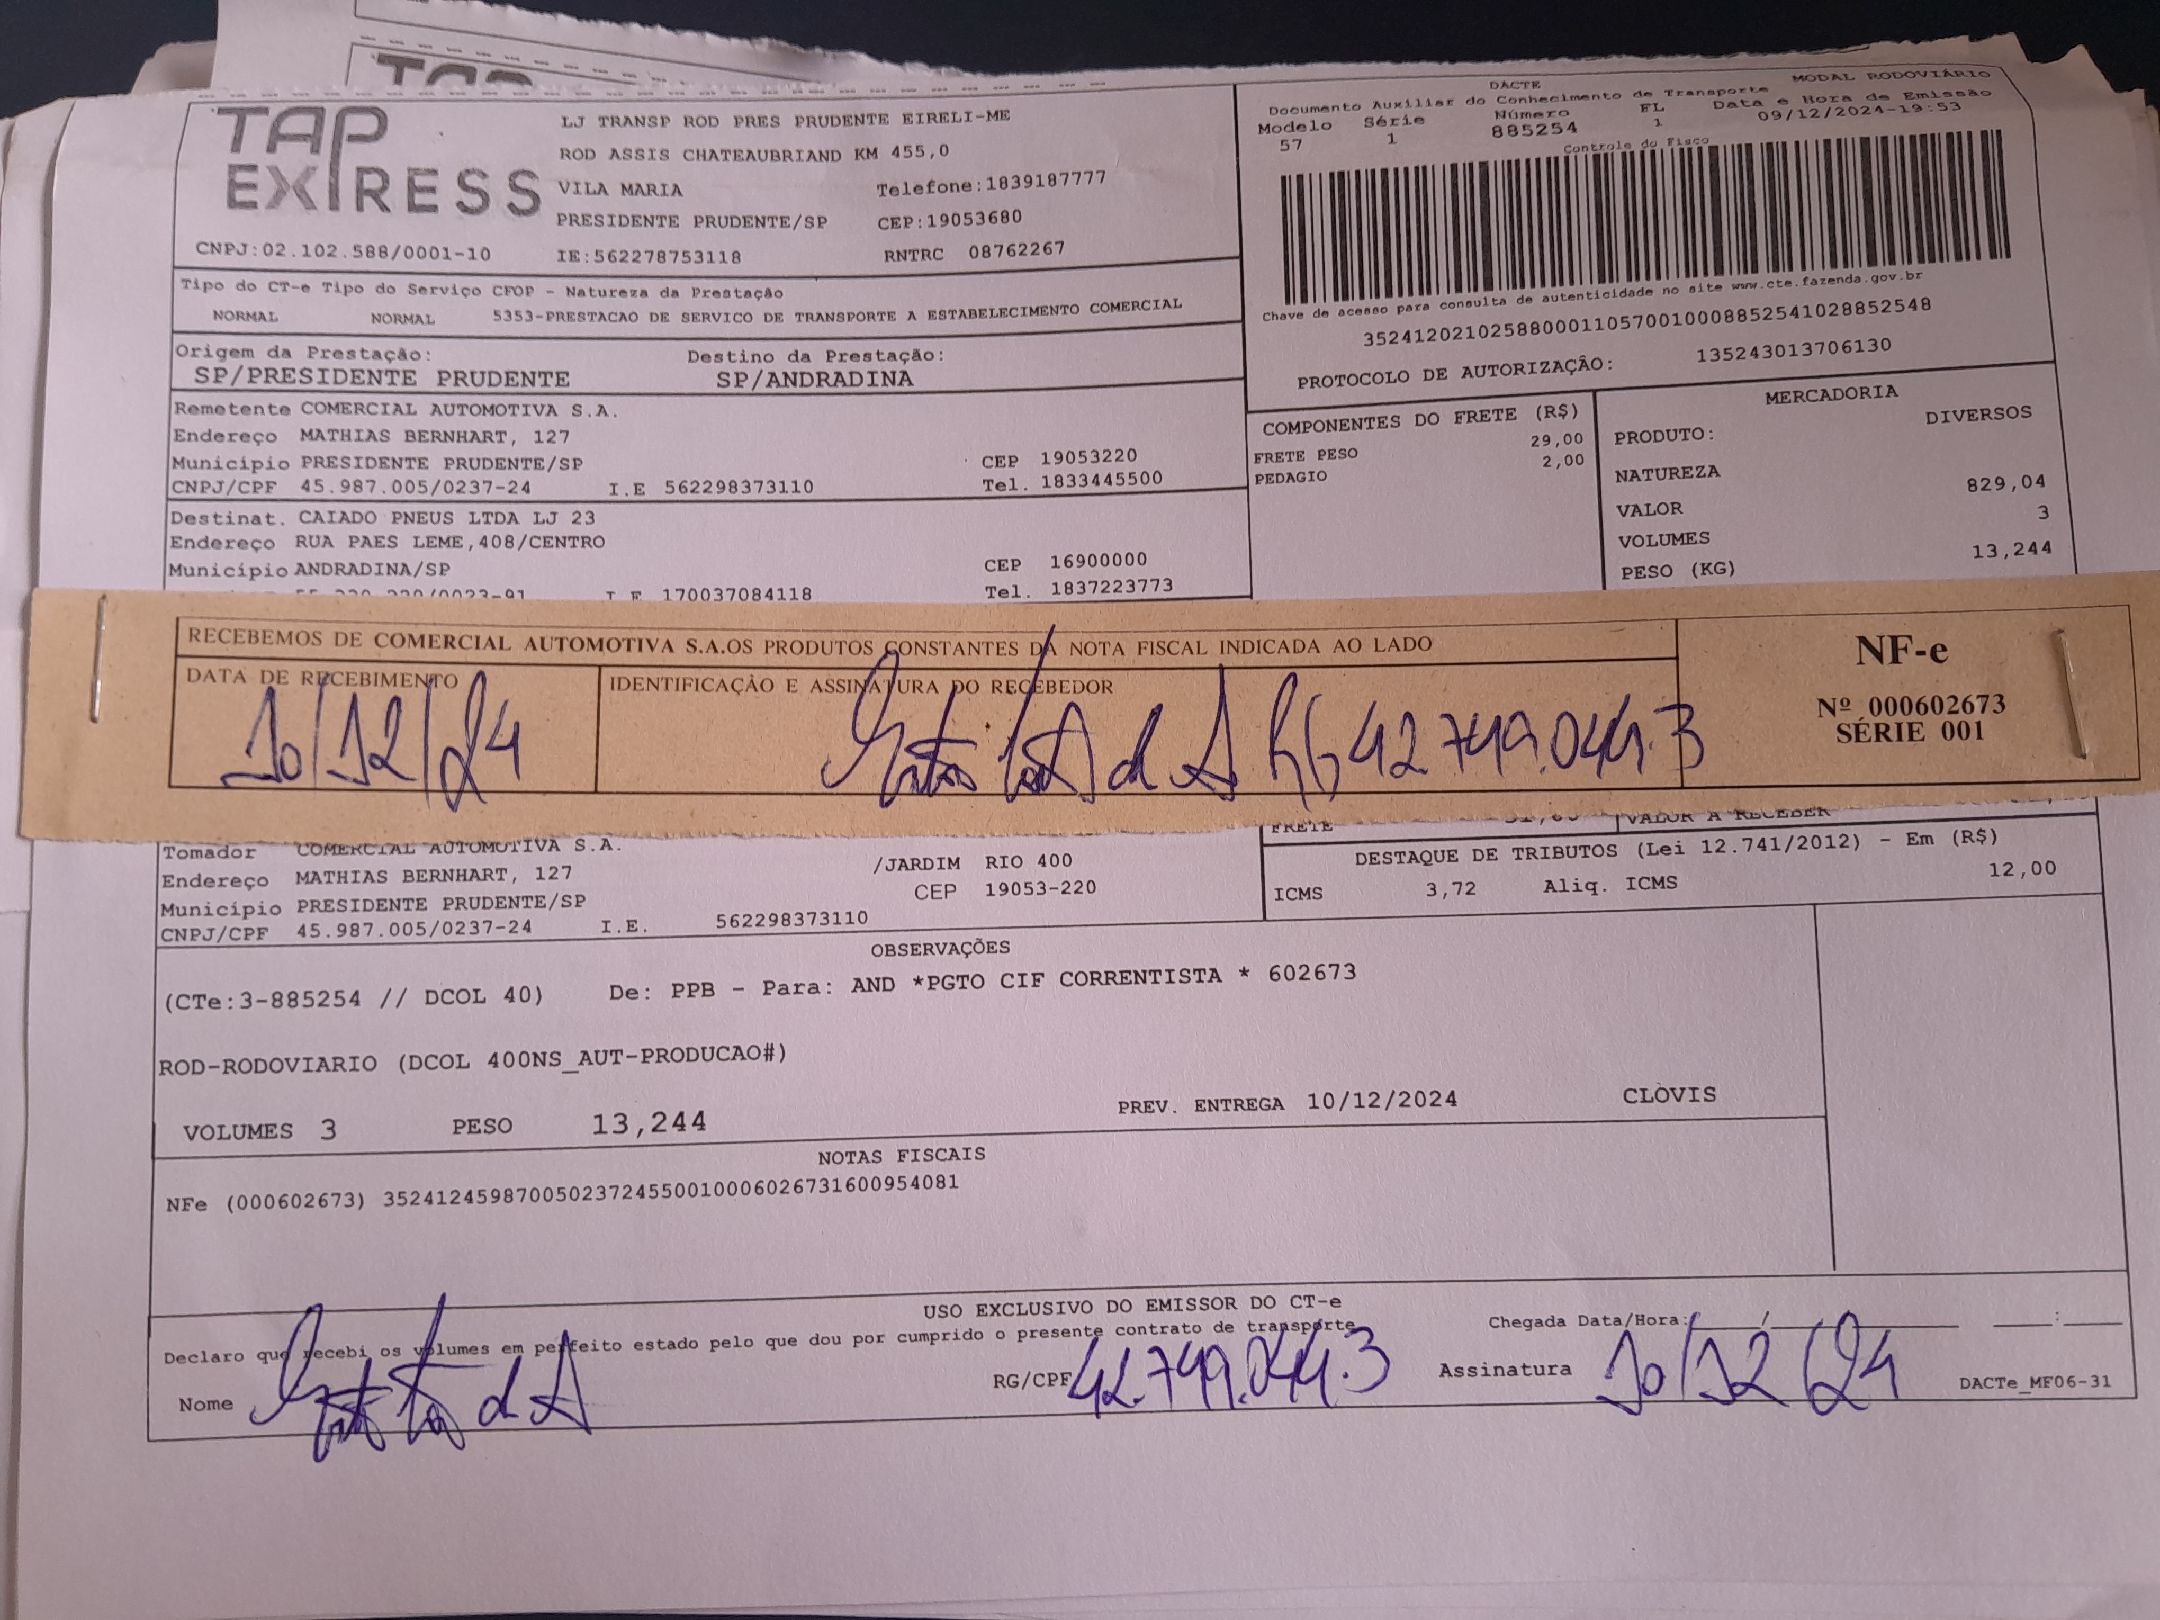 TAP
EXPRESS
LJ TRANSP ROD PRES PRUDENTE EIRELI-ME
ROD ASSIS CHATEAUBRIAND KM 455,0
VILA MARIA Telefone:1839187777
PRESIDENTE PRUDENTE/SP CEP:19053680
CNPJ:02.102.588/0001-10 IE:562278753118 RNTRC 08762267
DACTE MODAL RODOVIÁRIO
Documento Auxiliar do Conhecimento de Transporte
Modelo Série Número FL Data e Hora de Emissão
57 1 885254 1 09/12/2024-19:53
Controle do Fisco
Chave de acesso para consulta de autenticidade no site www.cte.fazenda.gov.br
35241202102588000110570010008852541028852548
PROTOCOLO DE AUTORIZAÇÃO: 135243013706130
Tipo do CT-e Tipo do Serviço CFOP - Natureza da Prestação
NORMAL NORMAL 5353-PRESTACAO DE SERVICO DE TRANSPORTE A ESTABELECIMENTO COMERCIAL
Origem da Prestação: Destino da Prestação:
SP/PRESIDENTE PRUDENTE SP/ANDRADINA
Remetente COMERCIAL AUTOMOTIVA S.A.
Endereço MATHIAS BERNHART, 127
Município PRESIDENTE PRUDENTE/SP CEP 19053220
CNPJ/CPF 45.987.005/0237-24 I.E 562298373110 Tel. 1833445500
COMPONENTES DO FRETE (R$)
FRETE PESO 29,00
PEDAGIO 2,00
MERCADORIA
PRODUTO: DIVERSOS
NATUREZA
VALOR 829,04
VOLUMES 3
PESO (KG) 13,244
Destinat. CAIADO PNEUS LTDA LJ 23
Endereço RUA PAES LEME,408/CENTRO
Município ANDRADINA/SP CEP 16900000
I E 170037084118 Tel. 1837223773
RECEBEMOS DE COMERCIAL AUTOMOTIVA S.A.OS PRODUTOS CONSTANTES DA NOTA FISCAL INDICADA AO LADO
DATA DE RECEBIMENTO IDENTIFICAÇÃO E ASSINATURA DO RECEBEDOR
10/12/24 RG 42.749.044.3
NF-e
Nº 000602673
SÉRIE 001
FRETE VALOR A RECEBER
Tomador COMERCIAL AUTOMOTIVA S.A.
Endereço MATHIAS BERNHART, 127 /JARDIM RIO 400
Município PRESIDENTE PRUDENTE/SP CEP 19053-220
CNPJ/CPF 45.987.005/0237-24 I.E. 562298373110
DESTAQUE DE TRIBUTOS (Lei 12.741/2012) - Em (R$)
ICMS 3,72 Aliq. ICMS 12,00
OBSERVAÇÕES
(CTe:3-885254 // DCOL 40) De: PPB - Para: AND *PGTO CIF CORRENTISTA * 602673
ROD-RODOVIARIO (DCOL 400NS_AUT-PRODUCAO#)
VOLUMES 3 PESO 13,244 PREV. ENTREGA 10/12/2024 CLÓVIS
NOTAS FISCAIS
NFe (000602673) 35241245987005023724550010006026731600954081
USO EXCLUSIVO DO EMISSOR DO CT-e
Declaro que recebi os volumes em perfeito estado pelo que dou por cumprido o presente contrato de transporte
Chegada Data/Hora: / :
Nome RG/CPF 42.749.044.3 Assinatura 10/12/24
DACTe_MF06-31